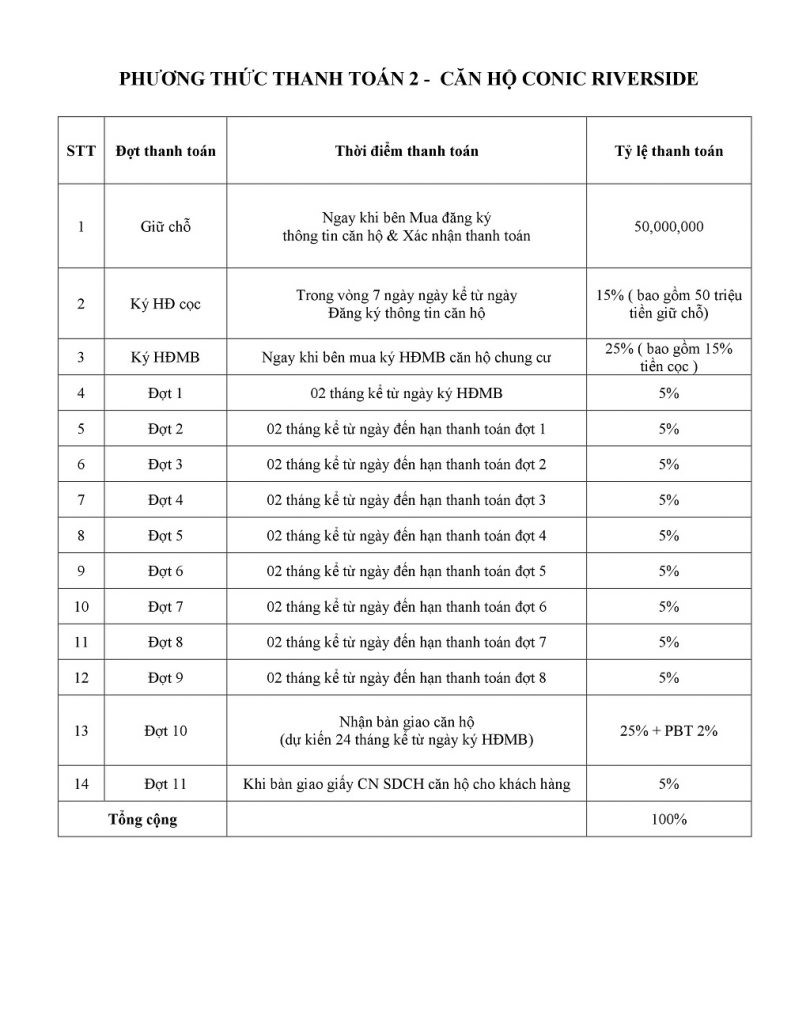 PHƯƠNG THỨC THANH TOÁN 2 - CĂN HỘ CONIC RIVERSIDE
STT Đợt thanh toán Thời điểm thanh toán Tỷ lệ thanh toán
1 Giữ chỗ Ngay khi bên Mua đăng ký
thông tin căn hộ & Xác nhận thanh toán 50,000,000
2 Ký HĐ cọc Trong vòng 7 ngày ngày kể từ ngày
Đăng ký thông tin căn hộ 15% ( bao gồm 50 triệu
tiền giữ chỗ)
3 Ký HĐMB Ngay khi bên mua ký HĐMB căn hộ chung cư 25% ( bao gồm 15%
tiền cọc )
4 Đợt 1 02 tháng kể từ ngày ký HĐMB 5%
5 Đợt 2 02 tháng kể từ ngày đến hạn thanh toán đợt 1 5%
6 Đợt 3 02 tháng kể từ ngày đến hạn thanh toán đợt 2 5%
7 Đợt 4 02 tháng kể từ ngày đến hạn thanh toán đợt 3 5%
8 Đợt 5 02 tháng kể từ ngày đến hạn thanh toán đợt 4 5%
9 Đợt 6 02 tháng kể từ ngày đến hạn thanh toán đợt 5 5%
10 Đợt 7 02 tháng kể từ ngày đến hạn thanh toán đợt 6 5%
11 Đợt 8 02 tháng kể từ ngày đến hạn thanh toán đợt 7 5%
12 Đợt 9 02 tháng kể từ ngày đến hạn thanh toán đợt 8 5%
13 Đợt 10 Nhận bàn giao căn hộ
(dự kiến 24 tháng kể từ ngày ký HĐMB) 25% + PBT 2%
14 Đợt 11 Khi bàn giao giấy CN SDCH căn hộ cho khách hàng 5%
Tổng cộng 100%